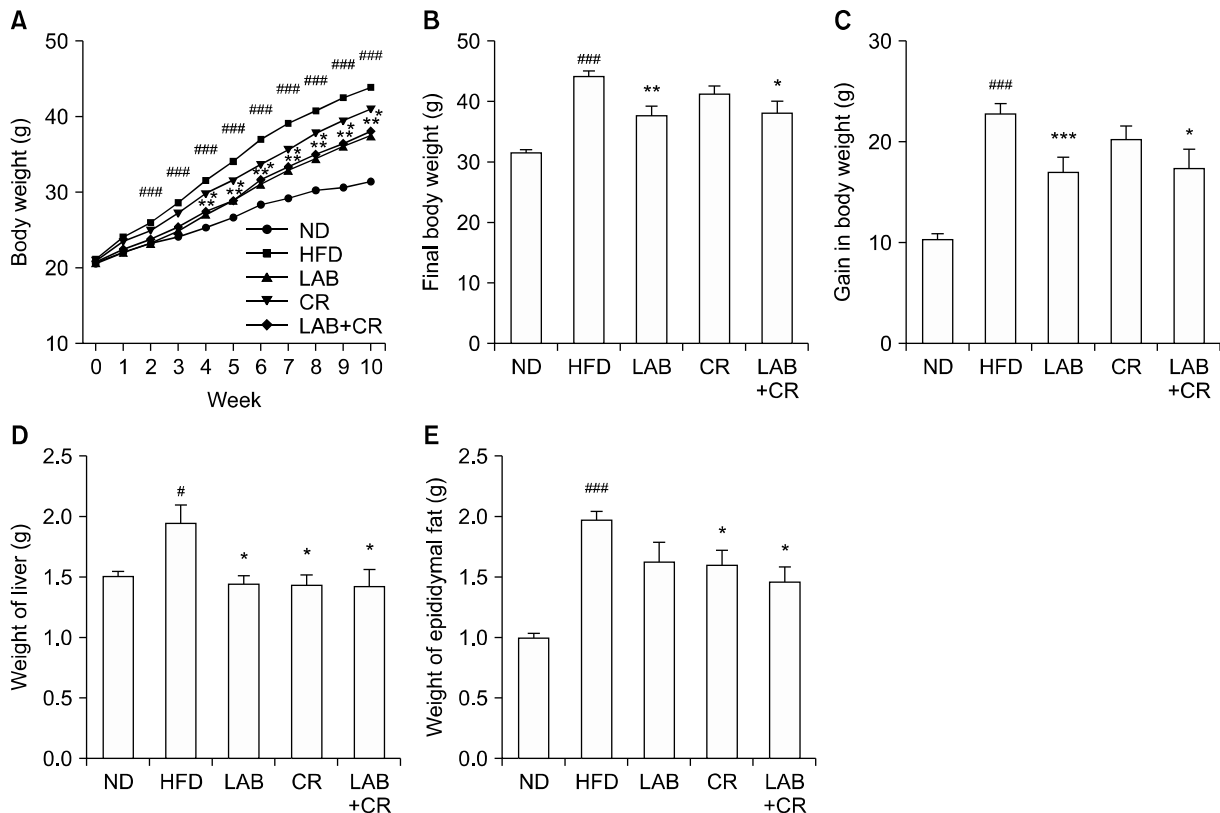 A
Body weight (g)
50
40
30
20
10
###
###
###
###
###
###
###
###
###
**
*
**
*
**
*
**
*
**
*
**
*
**
*
ND
HFD
LAB
CR
LAB+CR
0 1 2 3 4 5 6 7 8 9 10
Week
B
Final body weight (g)
50
40
30
20
10
0
###
**
*
ND HFD LAB CR LAB
+CR
C
Gain in body weight (g)
30
20
10
0
###
***
*
ND HFD LAB CR LAB
+CR
D
Weight of liver (g)
2.5
2.0
1.5
1.0
0.5
0.0
#
*
*
*
ND HFD LAB CR LAB
+CR
E
Weight of epididymal fat (g)
2.5
2.0
1.5
1.0
0.5
0.0
###
*
*
ND HFD LAB CR LAB
+CR